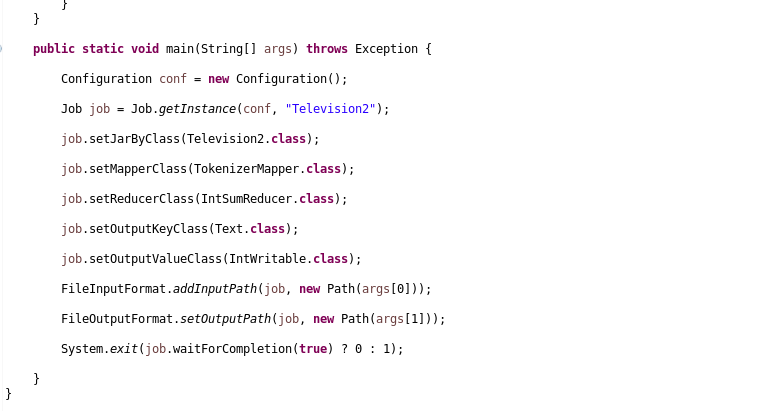 }
}
public static void main(String[] args) throws Exception {
Configuration conf = new Configuration();
Job job = Job.getInstance(conf, "Television2");
job.setJarByClass(Television2.class);
job.setMapperClass(TokenizerMapper.class);
job.setReducerClass(IntSumReducer.class);
job.setOutputKeyClass(Text.class);
job.setOutputValueClass(IntWritable.class);
FileInputFormat.addInputPath(job, new Path(args[0]));
FileOutputFormat.setOutputPath(job, new Path(args[1]));
System.exit(job.waitForCompletion(true) ? 0 : 1);
}
}